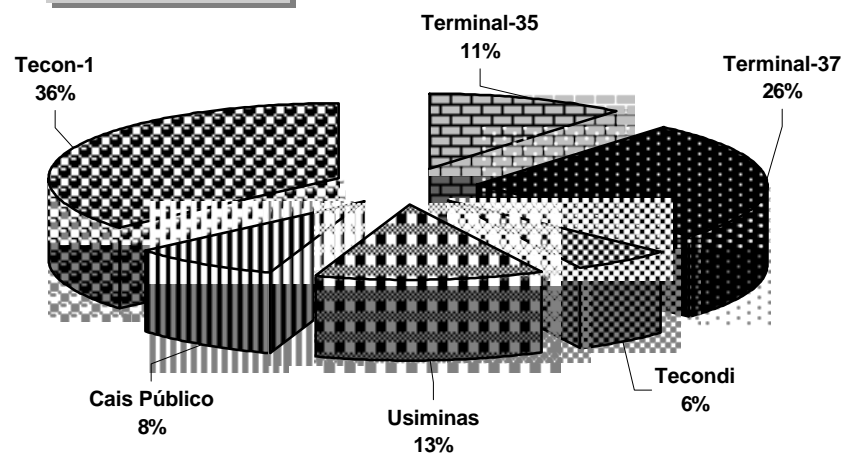 Terminal-35
11%
Tecon-1
36%
Terminal-37
26%
Cais Público
8%
Usiminas
13%
Tecondi
6%